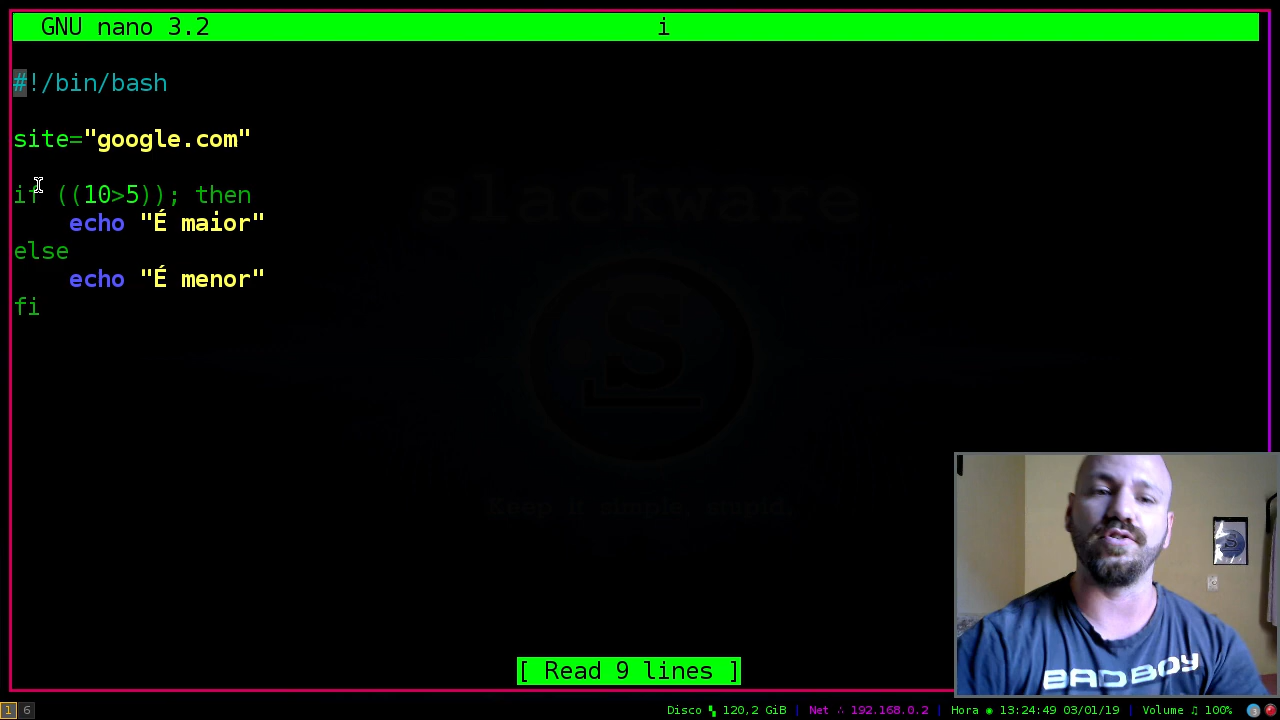 GNU nano 3.2 i
#!/bin/bash
site="google.com"
if ((10>5)); then
echo "É maior"
else
echo "É menor"
fi
slackware
S
Keep it simple, stupid.
[ Read 9 lines ]
BADBOY
1 6
Disco 120,2 GiB | Net ∴ 192.168.0.2 | Hora ◉ 13:24:49 03/01/19 | Volume ♫ 100%
3